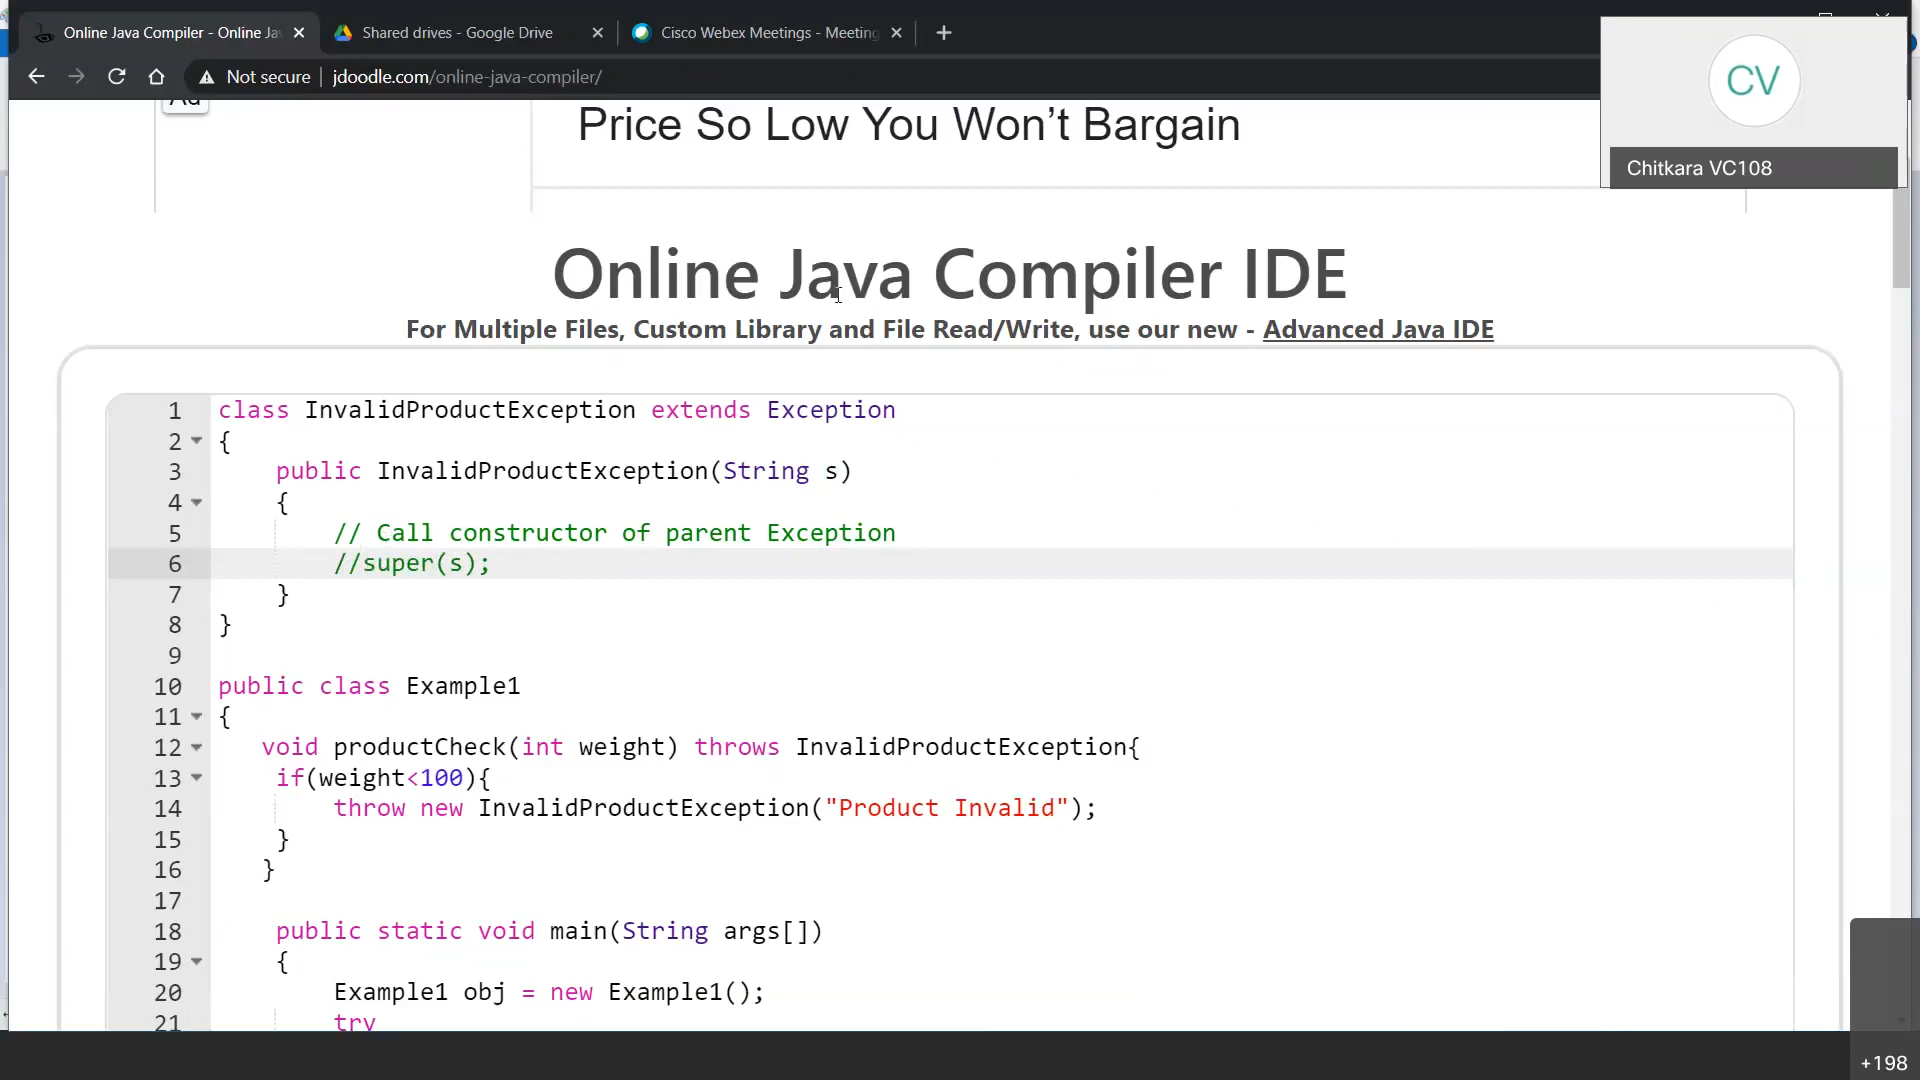 Online Java Compiler - Online Ja
Shared drives - Google Drive
Cisco Webex Meetings - Meeting
Not secure | jdoodle.com/online-java-compiler/
CV
Chitkara VC108
Ad
Price So Low You Won’t Bargain
Online Java Compiler IDE
For Multiple Files, Custom Library and File Read/Write, use our new - Advanced Java IDE
1 class InvalidProductException extends Exception
2 {
3 public InvalidProductException(String s)
4 {
5 // Call constructor of parent Exception
6 //super(s);
7 }
8 }
9
10 public class Example1
11 {
12 void productCheck(int weight) throws InvalidProductException{
13 if(weight<100){
14 throw new InvalidProductException("Product Invalid");
15 }
16 }
17
18 public static void main(String args[])
19 {
20 Example1 obj = new Example1();
21 try
+198